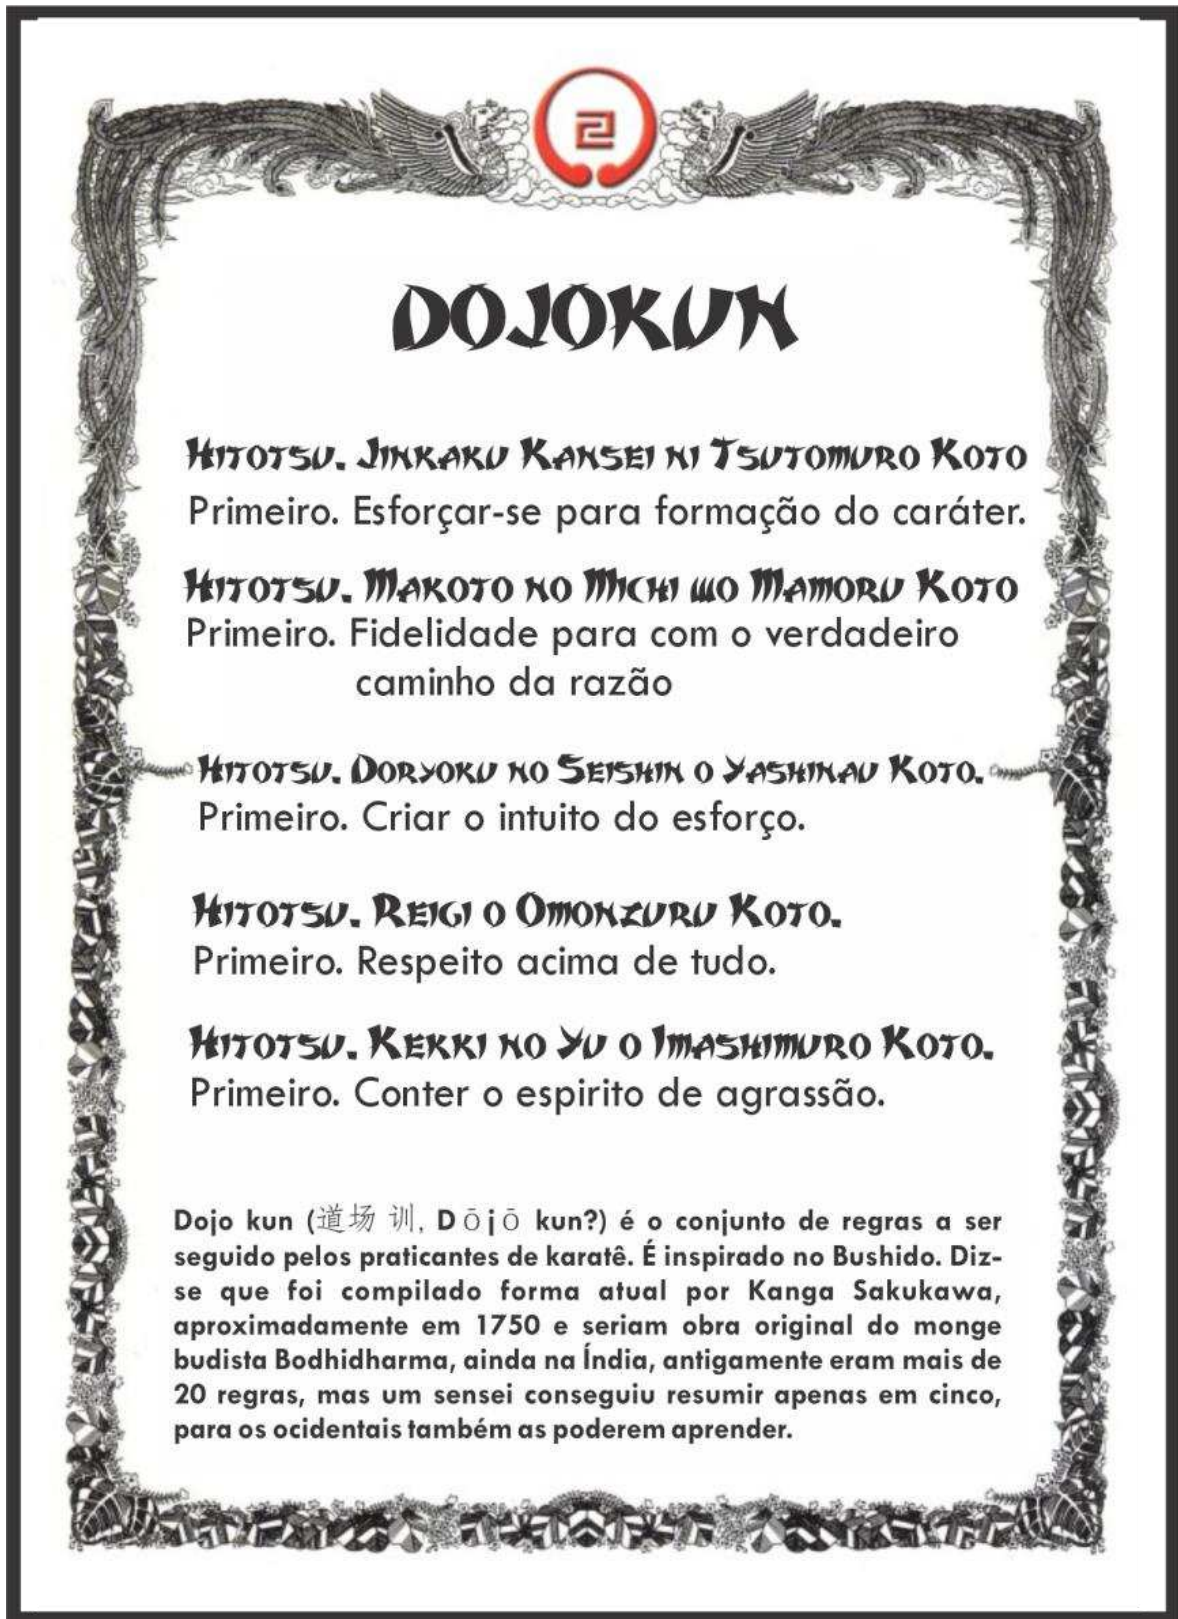 DOJOKUN
HITOTSU. JINKAKU KANSEI NI TSUTOMURO KOTO
Primeiro. Esforçar-se para formação do caráter.
HITOTSU. MAKOTO NO MICHI WO MAMORU KOTO
Primeiro. Fidelidade para com o verdadeiro
caminho da razão
HITOTSU. DORYOKU NO SEISHIN O YASHINAU KOTO.
Primeiro. Criar o intuito do esforço.
HITOTSU. REIGI O OMONZURU KOTO.
Primeiro. Respeito acima de tudo.
HITOTSU. KEKKI NO YU O IMASHIMURO KOTO.
Primeiro. Conter o espirito de agrassão.
Dojo kun (道场 训, Dōjō kun?) é o conjunto de regras a ser
seguido pelos praticantes de karatê. É inspirado no Bushido. Diz-
se que foi compilado forma atual por Kanga Sakukawa,
aproximadamente em 1750 e seriam obra original do monge
budista Bodhidharma, ainda na Índia, antigamente eram mais de
20 regras, mas um sensei conseguiu resumir apenas em cinco,
para os ocidentais também as poderem aprender.